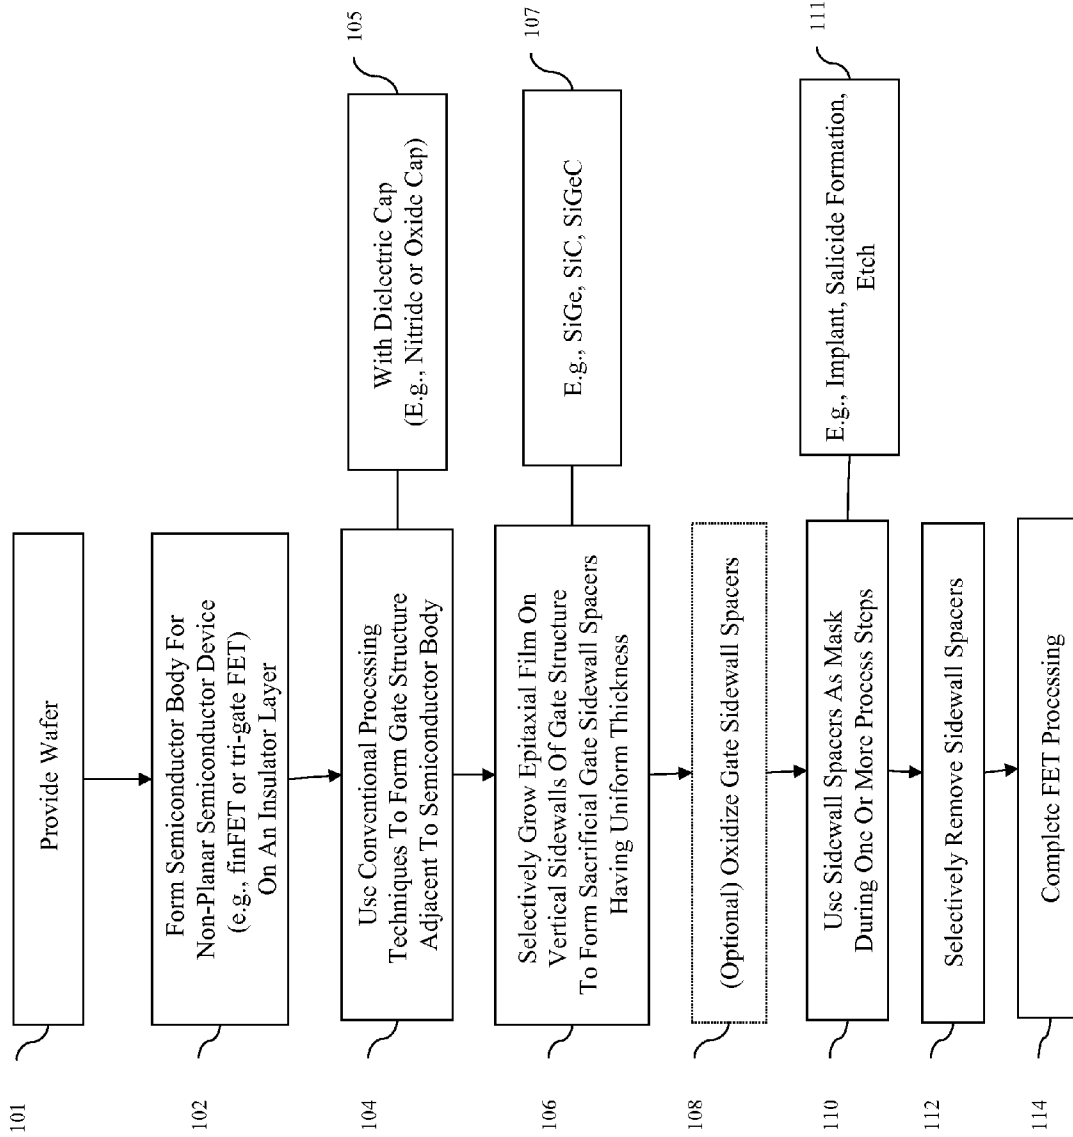 101
Provide Wafer
102
Form Semiconductor Body For
Non-Planar Semiconductor Device
(e.g., finFET or tri-gate FET)
On An Insulator Layer
104
Use Conventional Processing
Techniques To Form Gate Structure
Adjacent To Semiconductor Body
With Dielectric Cap
(E.g., Nitride or Oxide Cap)
105
106
Selectively Grow Epitaxial Film On
Vertical Sidewalls Of Gate Structure
To Form Sacrificial Gate Sidewall Spacers
Having Uniform Thickness
E.g., SiGe, SiC, SiGeC
107
108
(Optional) Oxidize Gate Sidewall Spacers
110
Use Sidewall Spacers As Mask
During One Or More Process Steps
E.g., Implant, Salicide Formation,
Etch
111
112
Selectively Remove Sidewall Spacers
114
Complete FET Processing